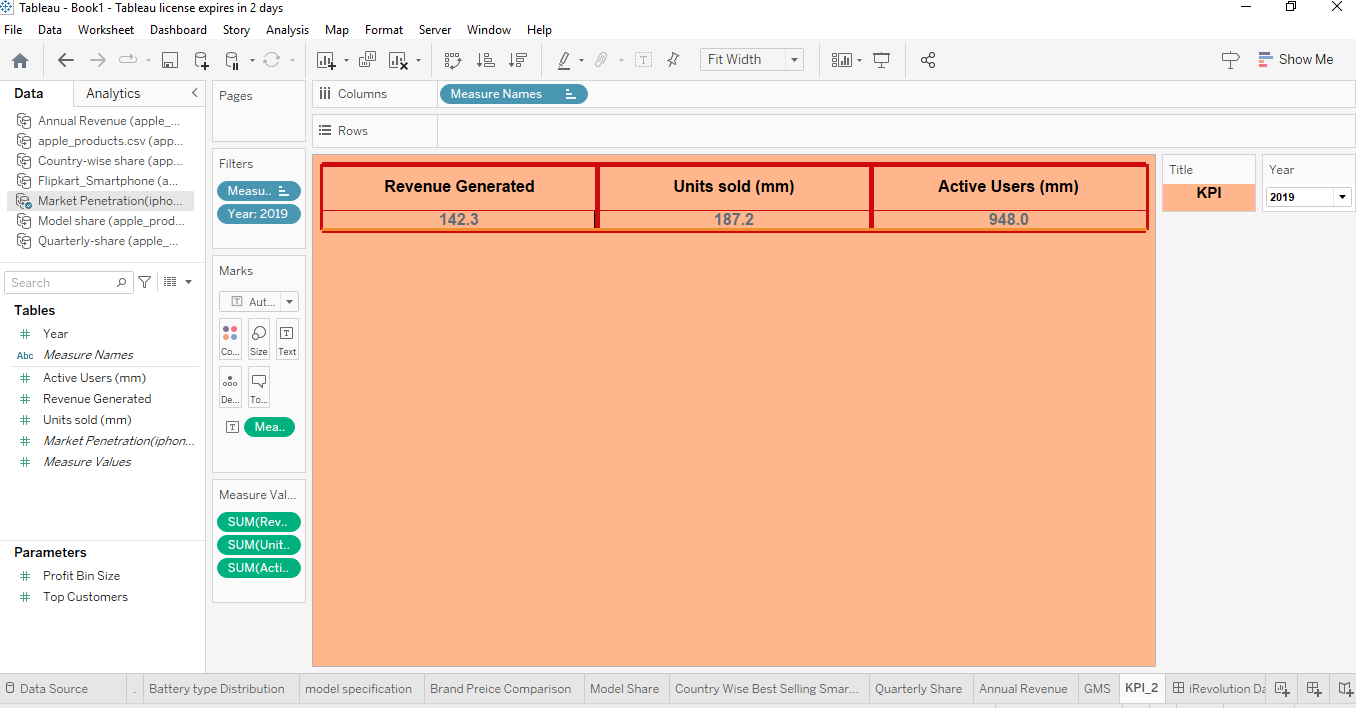 Tableau - Book1 - Tableau license expires in 2 days
File Data Worksheet Dashboard Story Analysis Map Format Server Window Help
Fit Width
Show Me
Data Analytics
Annual Revenue (apple_...
apple_products.csv (app...
Country-wise share (app...
Flipkart_Smartphone (a...
Market Penetration(ipho...
Model share (apple_prod...
Quarterly-share (apple_...
Search
Tables
Year
Abc Measure Names
Active Users (mm)
Revenue Generated
Units sold (mm)
Market Penetration(iphon...
Measure Values
Parameters
Profit Bin Size
Top Customers
Pages
Filters
Measu..
Year: 2019
Marks
T Aut...
Co... Size Text
De... To...
T Mea..
Measure Val...
SUM(Rev..
SUM(Unit..
SUM(Acti..
Columns Measure Names
Rows
Revenue Generated Units sold (mm) Active Users (mm)
142.3 187.2 948.0
Title
KPI
Year
2019
Data Source . Battery type Distribution model specification Brand Preice Comparison Model Share Country Wise Best Selling Smar... Quarterly Share Annual Revenue GMS KPI_2 iRevolution Da